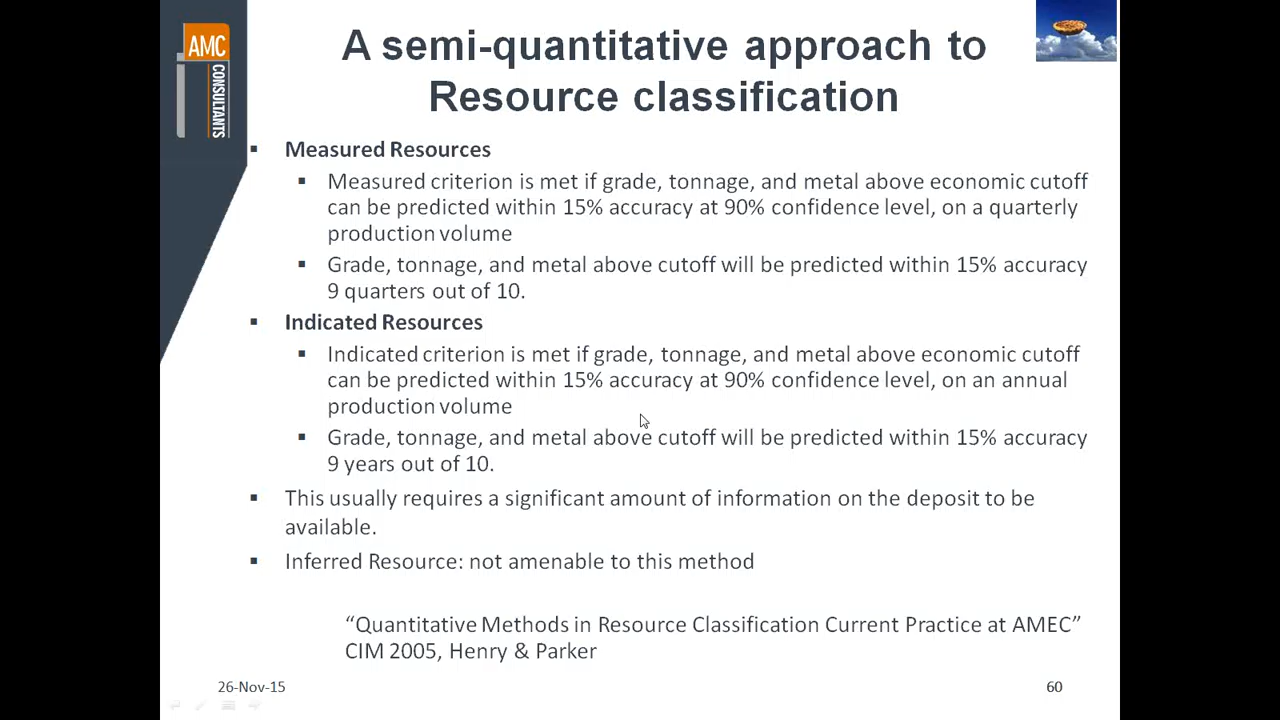 AMC
CONSULTANTS
A semi-quantitative approach to
Resource classification
▪ Measured Resources
▪ Measured criterion is met if grade, tonnage, and metal above economic cutoff
can be predicted within 15% accuracy at 90% confidence level, on a quarterly
production volume
▪ Grade, tonnage, and metal above cutoff will be predicted within 15% accuracy
9 quarters out of 10.
▪ Indicated Resources
▪ Indicated criterion is met if grade, tonnage, and metal above economic cutoff
can be predicted within 15% accuracy at 90% confidence level, on an annual
production volume
▪ Grade, tonnage, and metal above cutoff will be predicted within 15% accuracy
9 years out of 10.
▪ This usually requires a significant amount of information on the deposit to be
available.
▪ Inferred Resource: not amenable to this method
“Quantitative Methods in Resource Classification Current Practice at AMEC”
CIM 2005, Henry & Parker
26-Nov-15
60